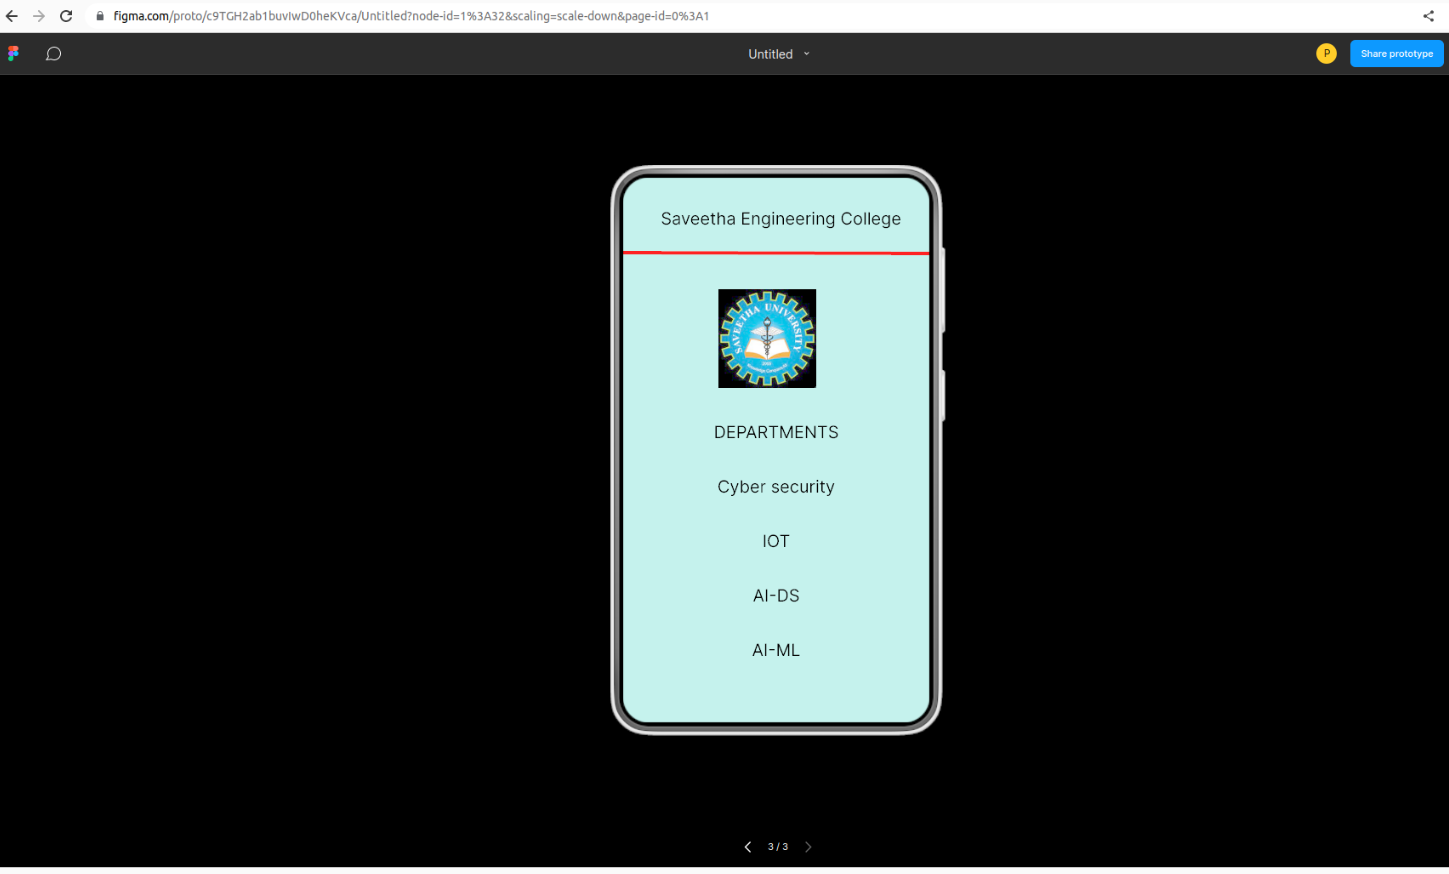 figma.com/proto/c9TGH2ab1buvIwD0heKVca/Untitled?node-id=1%3A32&scaling=scale-down&page-id=0%3A1
Untitled
P
Share prototype
Saveetha Engineering College
SAVEETHA UNIVERSITY
DEPARTMENTS
Cyber security
IOT
AI-DS
AI-ML
3 / 3